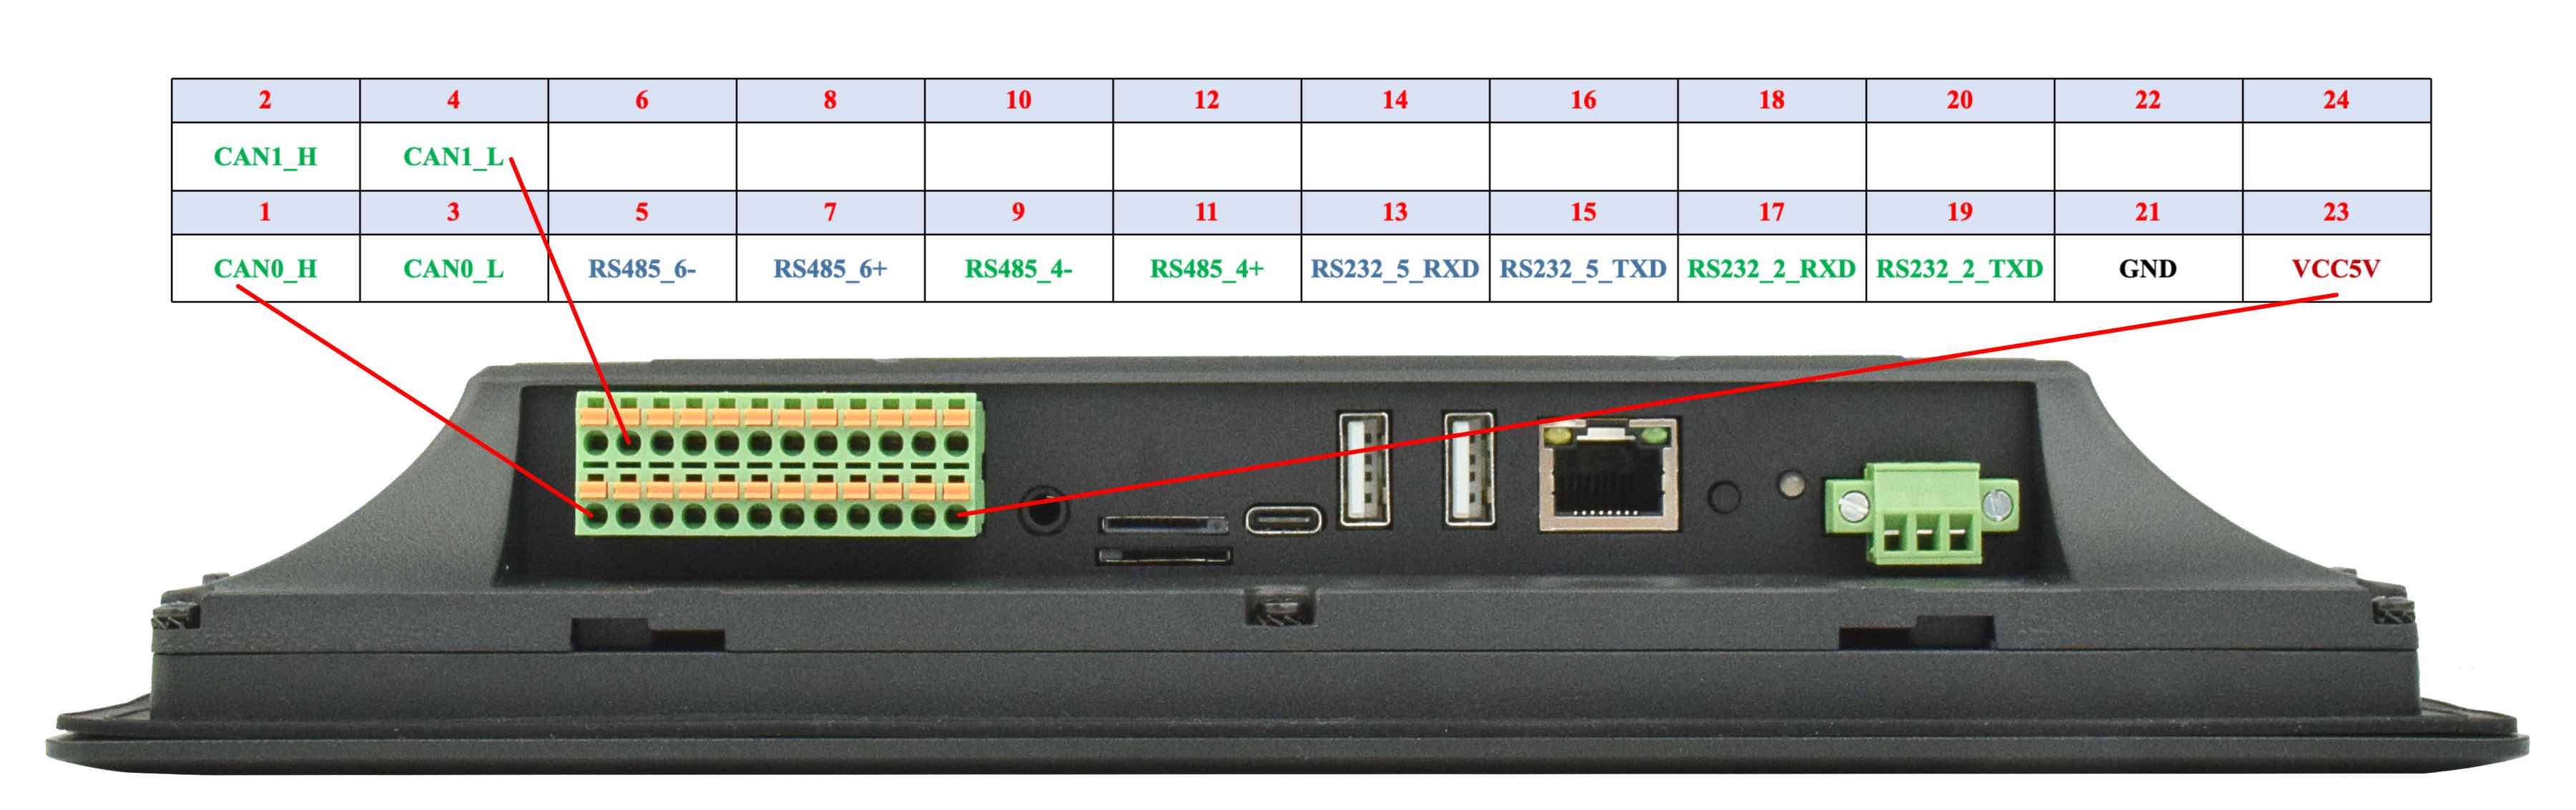 2 4 6 8 10 12 14 16 18 20 22 24
CAN1_H CAN1_L
1 3 5 7 9 11 13 15 17 19 21 23
CAN0_H CAN0_L RS485_6- RS485_6+ RS485_4- RS485_4+ RS232_5_RXD RS232_5_TXD RS232_2_RXD RS232_2_TXD GND VCC5V